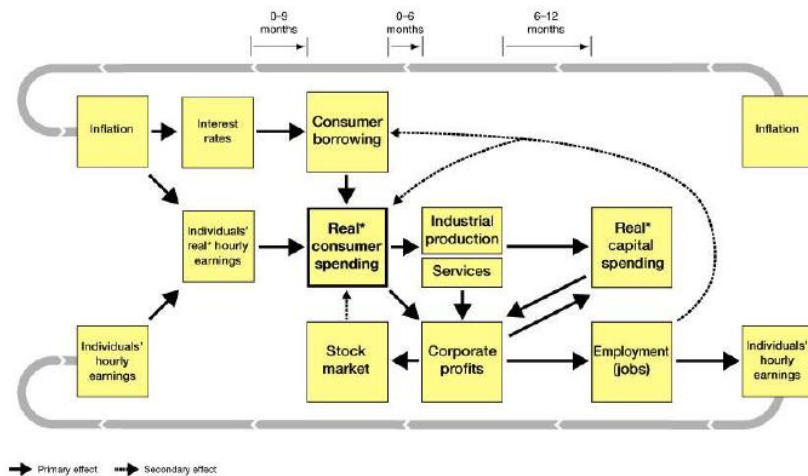 0–9
months
0–6
months
6–12
months
Inflation
Interest
rates
Consumer
borrowing
Inflation
Individuals'
real* hourly
earnings
Real*
consumer
spending
Industrial
production
Services
Real*
capital
spending
Individuals'
hourly
earnings
Stock
market
Corporate
profits
Employment
(jobs)
Individuals'
hourly
earnings
Primary effect
Secondary effect